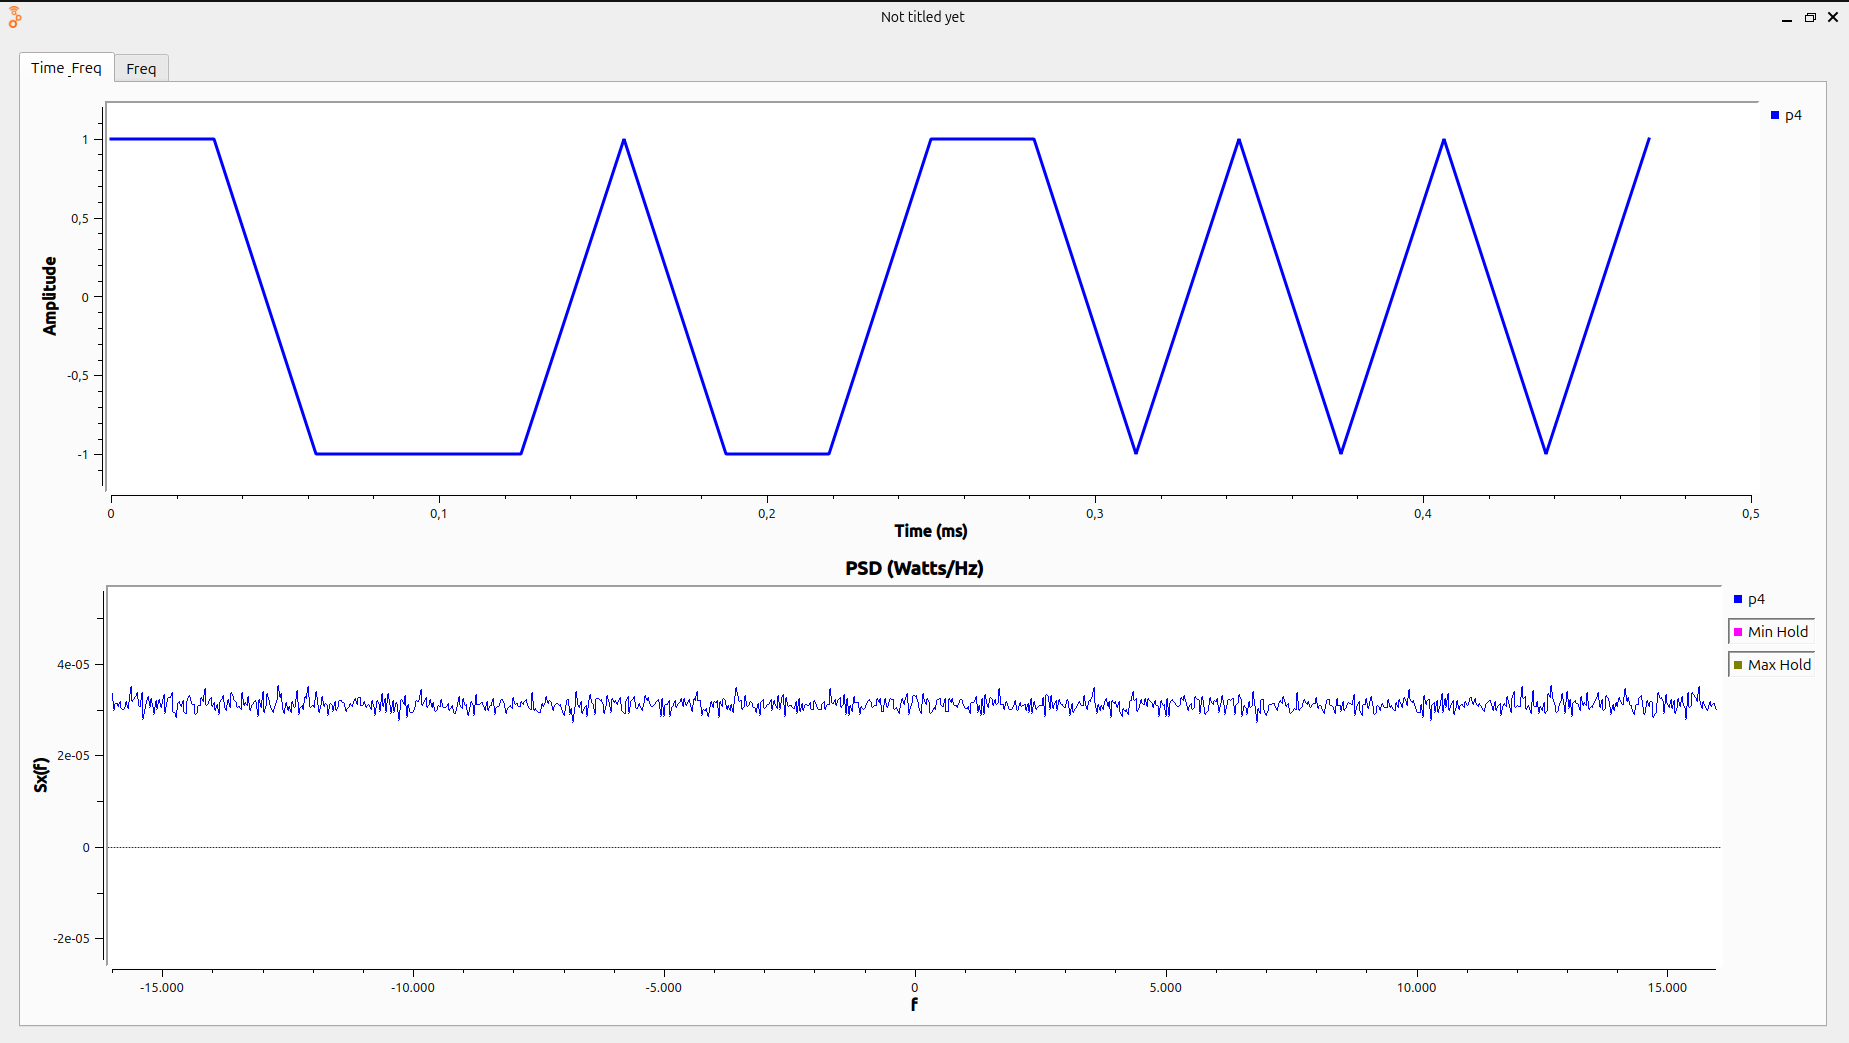 Not titled yet
Time_Freq
Freq
p4
1
0,5
0
-0,5
-1
Amplitude
0
0,1
0,2
0,3
0,4
0,5
Time (ms)
PSD (Watts/Hz)
p4
Min Hold
Max Hold
4e-05
2e-05
0
-2e-05
Sx(f)
-15.000
-10.000
-5.000
0
5.000
10.000
15.000
f